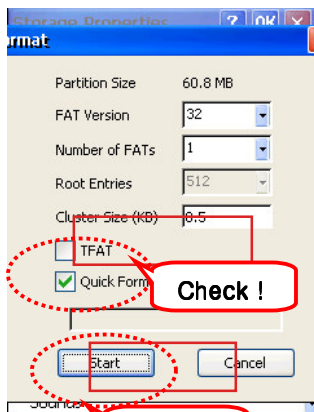 Storage Properties ? OK ×
ormat
Partition Size 60.8 MB
FAT Version 32
Number of FATs 1
Root Entries 512
Cluster Size (KB) 0.5
TFAT
Quick Form
Check !
Start Cancel
Sounds